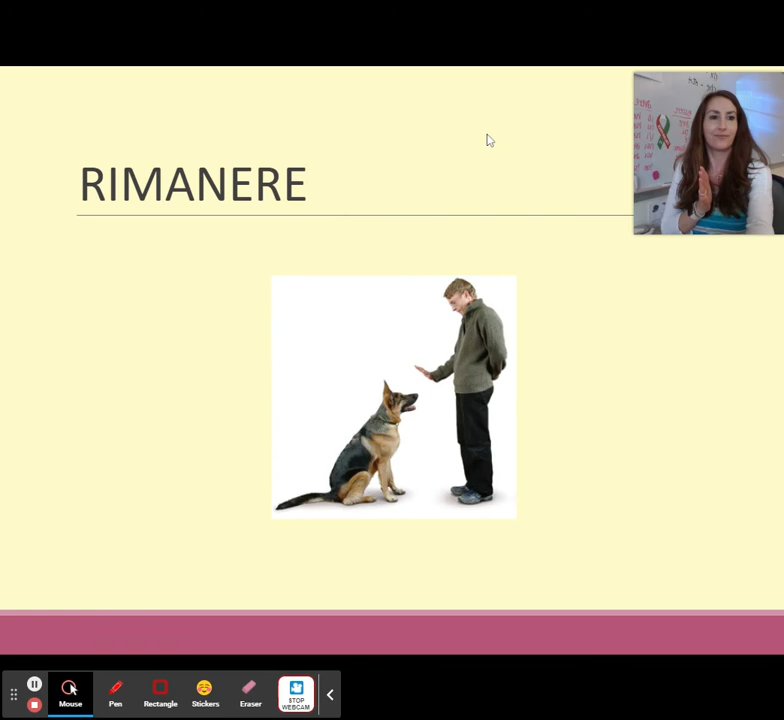 RIMANERE
Mouse
Pen
Rectangle
Stickers
Eraser
STOP
WEBCAM